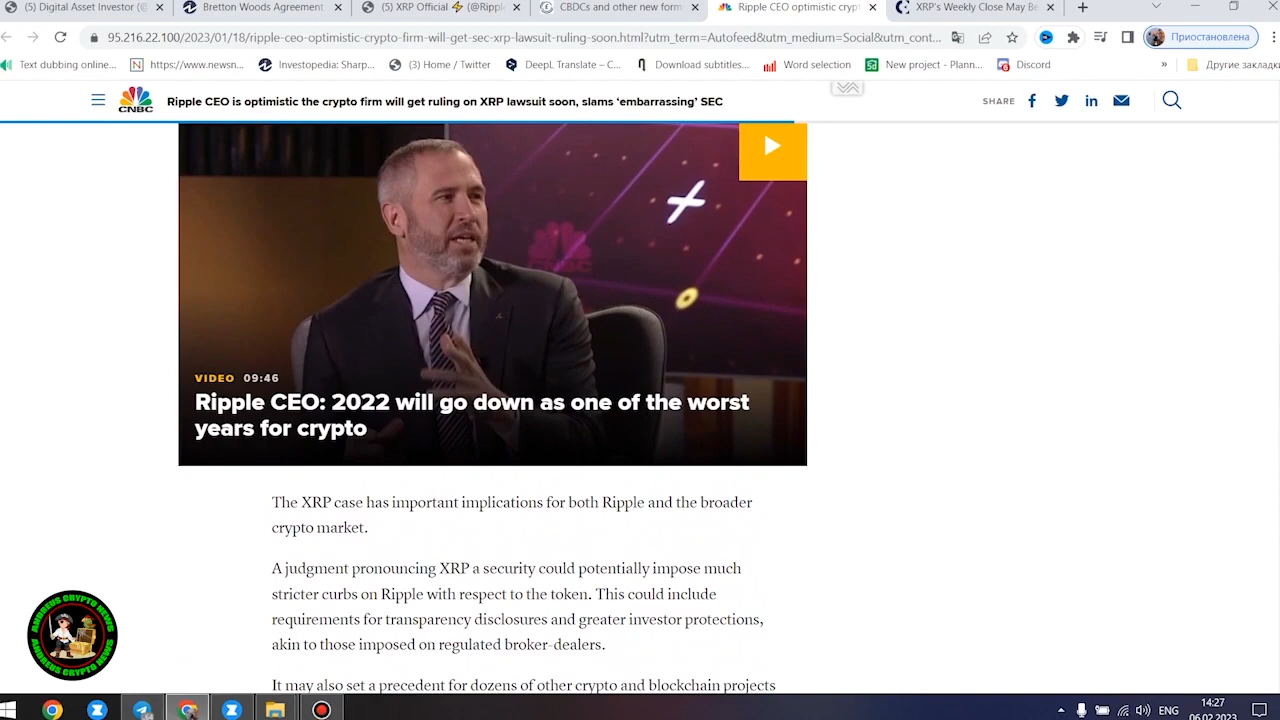 (5) Digital Asset Investor (@
Bretton Woods Agreement
(5) XRP Official ⚡ (@Rippl
CBDCs and other new form
Ripple CEO optimistic crypt
XRP's Weekly Close May Be
95.216.22.100/2023/01/18/ripple-ceo-optimistic-crypto-firm-will-get-sec-xrp-lawsuit-ruling-soon.html?utm_term=Autofeed&utm_medium=Social&utm_cont...
Приостановлена
Text dubbing online...
https://www.newsn...
Investopedia: Sharp...
(3) Home / Twitter
DeepL Translate – С...
Download subtitles...
Word selection
New project - Plann...
Discord
»
Другие закладки
CNBC
Ripple CEO is optimistic the crypto firm will get ruling on XRP lawsuit soon, slams ‘embarrassing’ SEC
SHARE
VIDEO 09:46
Ripple CEO: 2022 will go down as one of the worst
years for crypto
The XRP case has important implications for both Ripple and the broader
crypto market.
A judgment pronouncing XRP a security could potentially impose much
stricter curbs on Ripple with respect to the token. This could include
requirements for transparency disclosures and greater investor protections,
akin to those imposed on regulated broker-dealers.
It may also set a precedent for dozens of other crypto and blockchain projects
ANDREUS CRYPTO NEWS
ANDREUS CRYPTO NEWS
ENG
14:27
06.02.2023